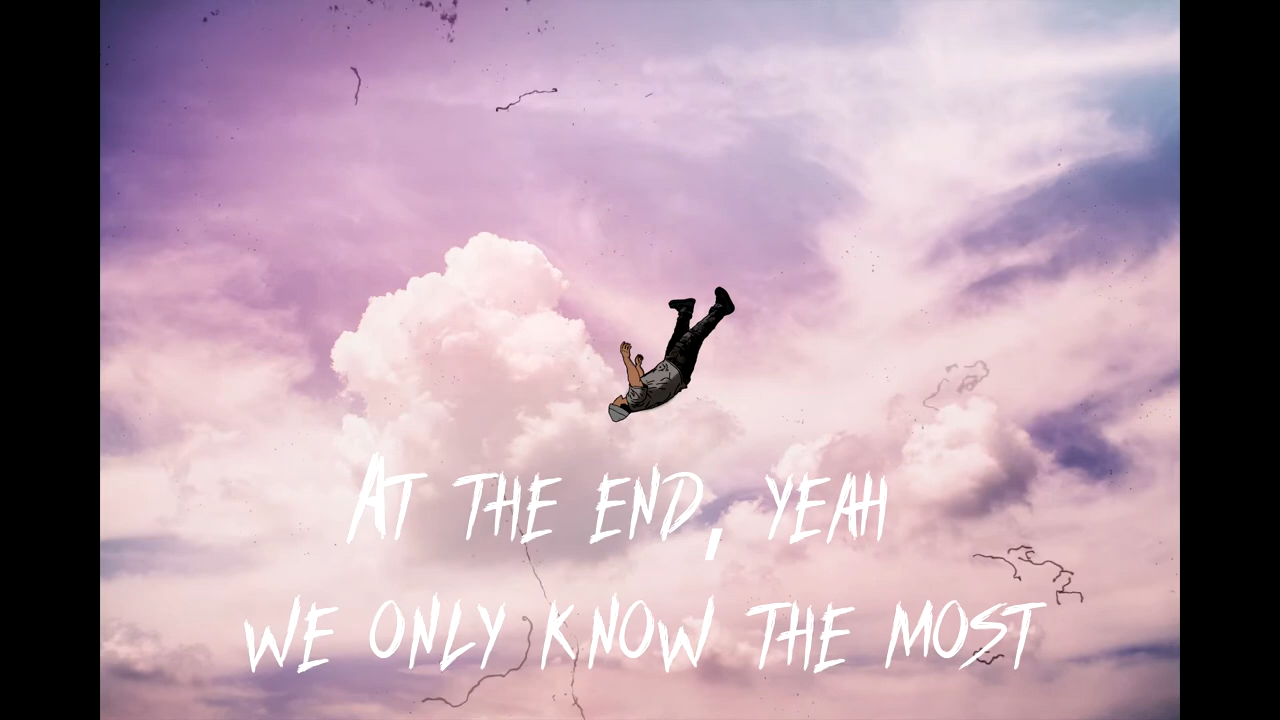 At the end, yeah
we only know the most